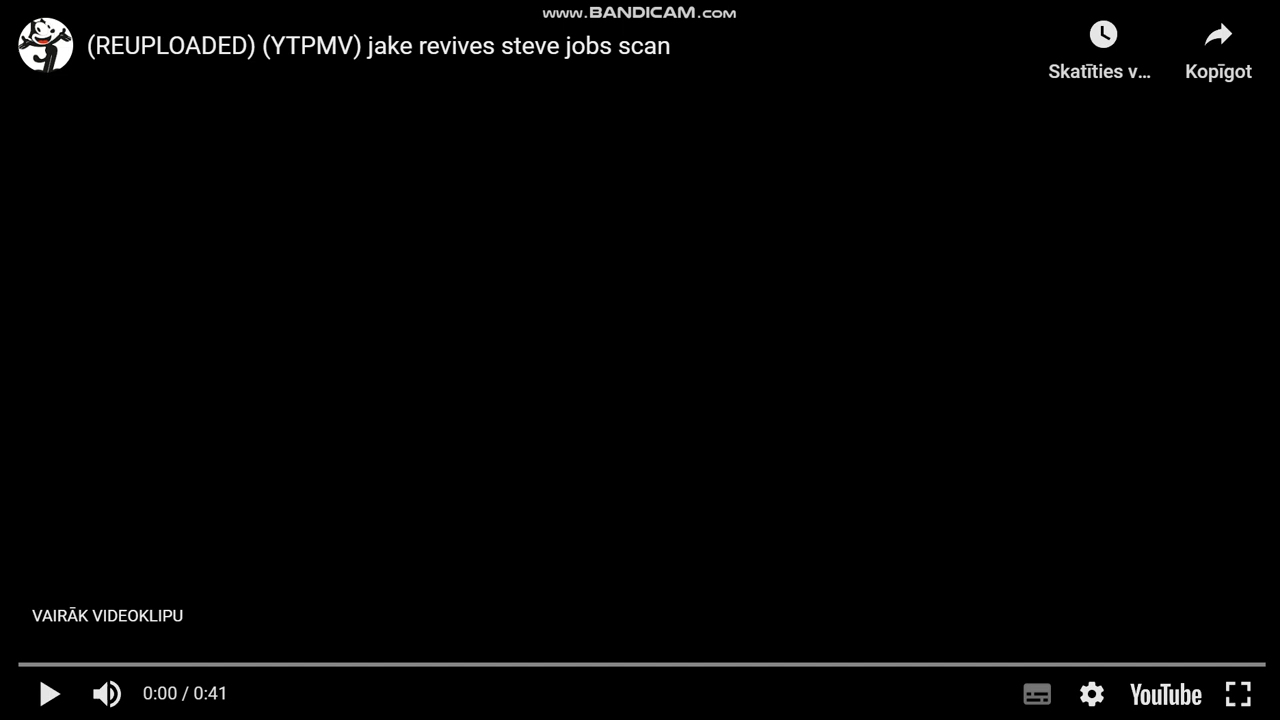 www.BANDICAM.com
(REUPLOADED) (YTPMV) jake revives steve jobs scan
Skatīties v...
Kopīgot
VAIRĀK VIDEOKLIPU
0:00 / 0:41
YouTube